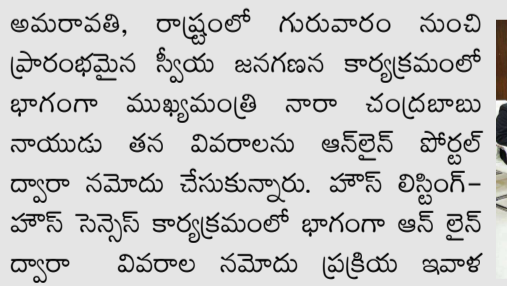 అమరావతి, రాష్ట్రంలో గురువారం నుంచి
ప్రారంభమైన స్వీయ జనగణన కార్యక్రమంలో
భాగంగా ముఖ్యమంత్రి నారా చంద్రబాబు
నాయుడు తన వివరాలను ఆన్‌లైన్ పోర్టల్
ద్వారా నమోదు చేసుకున్నారు. హౌస్ లిస్టింగ్–
హౌస్ సెన్సెస్ కార్యక్రమంలో భాగంగా ఆన్ లైన్
ద్వారా వివరాల నమోదు ప్రక్రియ ఇవాళ